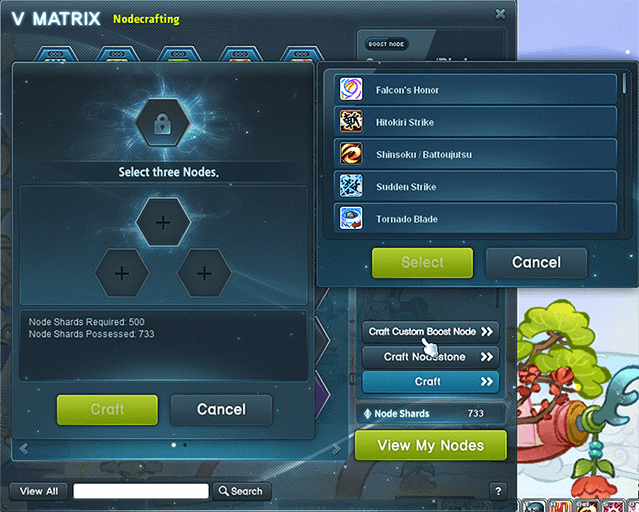 V MATRIX Nodecrafting
BOOST NODE
Falcon's Honor
Hitokiri Strike
Shinsoku / Battoujutsu
Sudden Strike
Tornado Blade
Select
Cancel
Select three Nodes.
Node Shards Required: 500
Node Shards Possessed: 733
Craft
Cancel
Craft Custom Boost Node
Craft Nodestone
Craft
Node Shards 733
View My Nodes
View All
Search
?